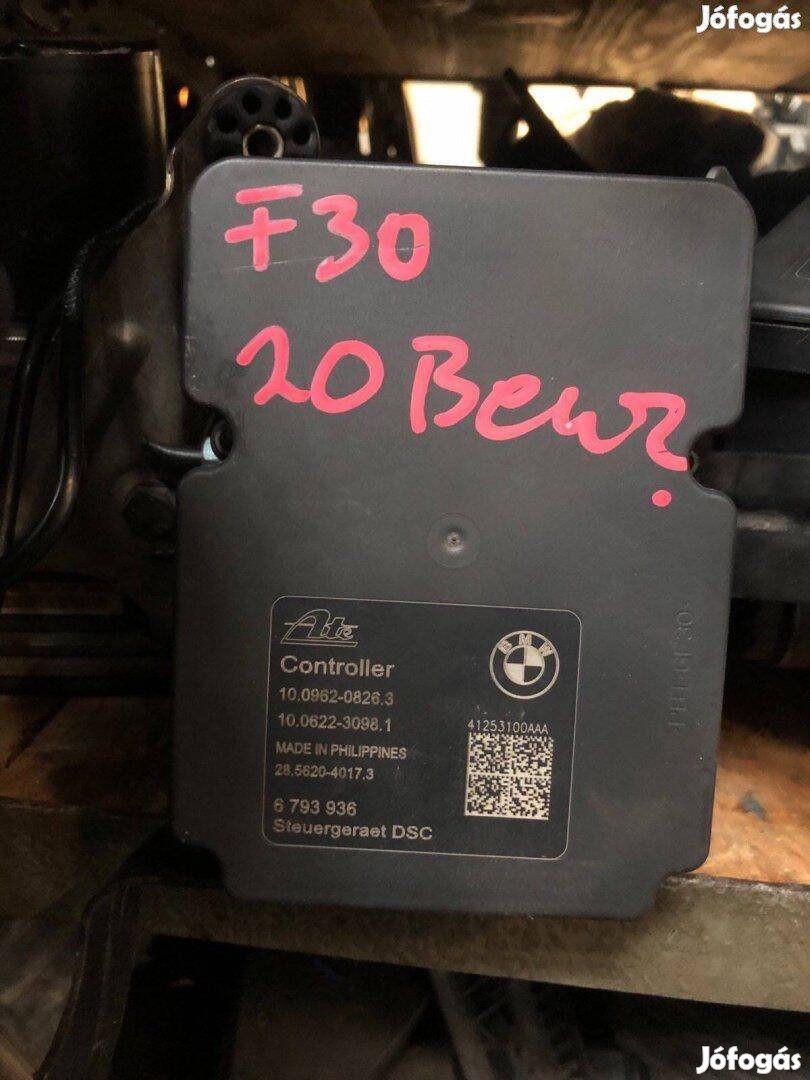 Jófogás
F30
20 Benz?
Ate
Controller
BMW
10.0962-0826.3
10.0622-3098.1
41253100AAA
MADE IN PHILIPPINES
28.5620-4017.3
6 793 936
Steuergeraet DSC
Jófogás